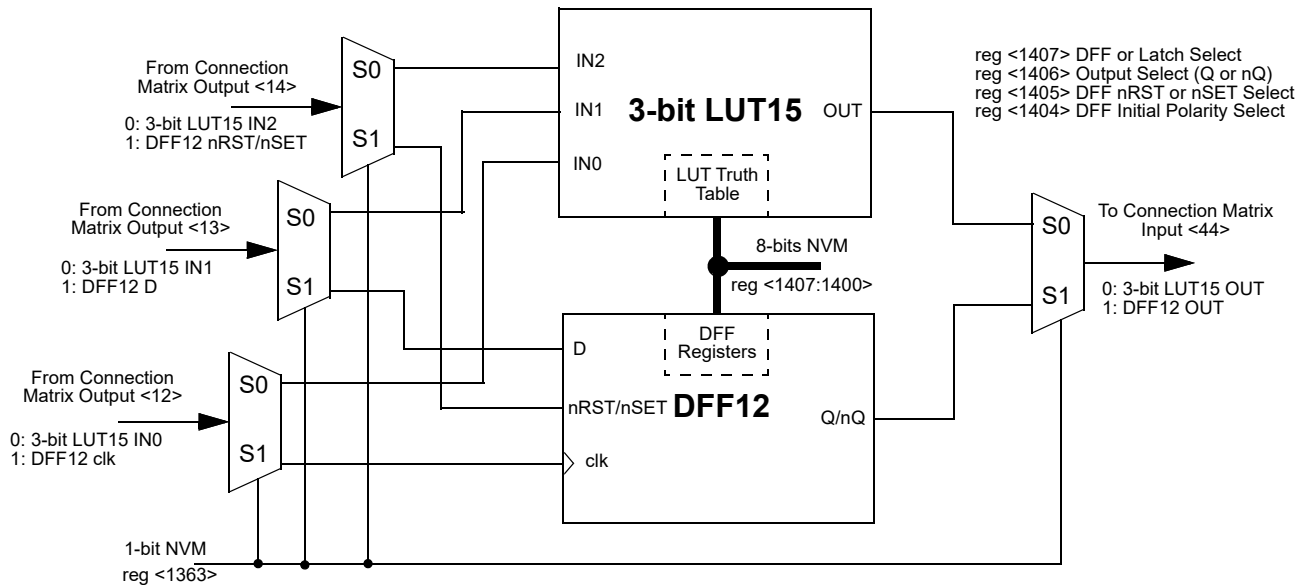 From Connection
Matrix Output <14>
0: 3-bit LUT15 IN2
1: DFF12 nRST/nSET
S0
S1
From Connection
Matrix Output <13>
0: 3-bit LUT15 IN1
1: DFF12 D
S0
S1
From Connection
Matrix Output <12>
0: 3-bit LUT15 IN0
1: DFF12 clk
S0
S1
1-bit NVM
reg <1363>
IN2
IN1
IN0
3-bit LUT15
OUT
LUT Truth
Table
8-bits NVM
reg <1407:1400>
DFF
Registers
D
nRST/nSET
clk
DFF12
Q/nQ
reg <1407> DFF or Latch Select
reg <1406> Output Select (Q or nQ)
reg <1405> DFF nRST or nSET Select
reg <1404> DFF Initial Polarity Select
S0
S1
To Connection Matrix
Input <44>
0: 3-bit LUT15 OUT
1: DFF12 OUT